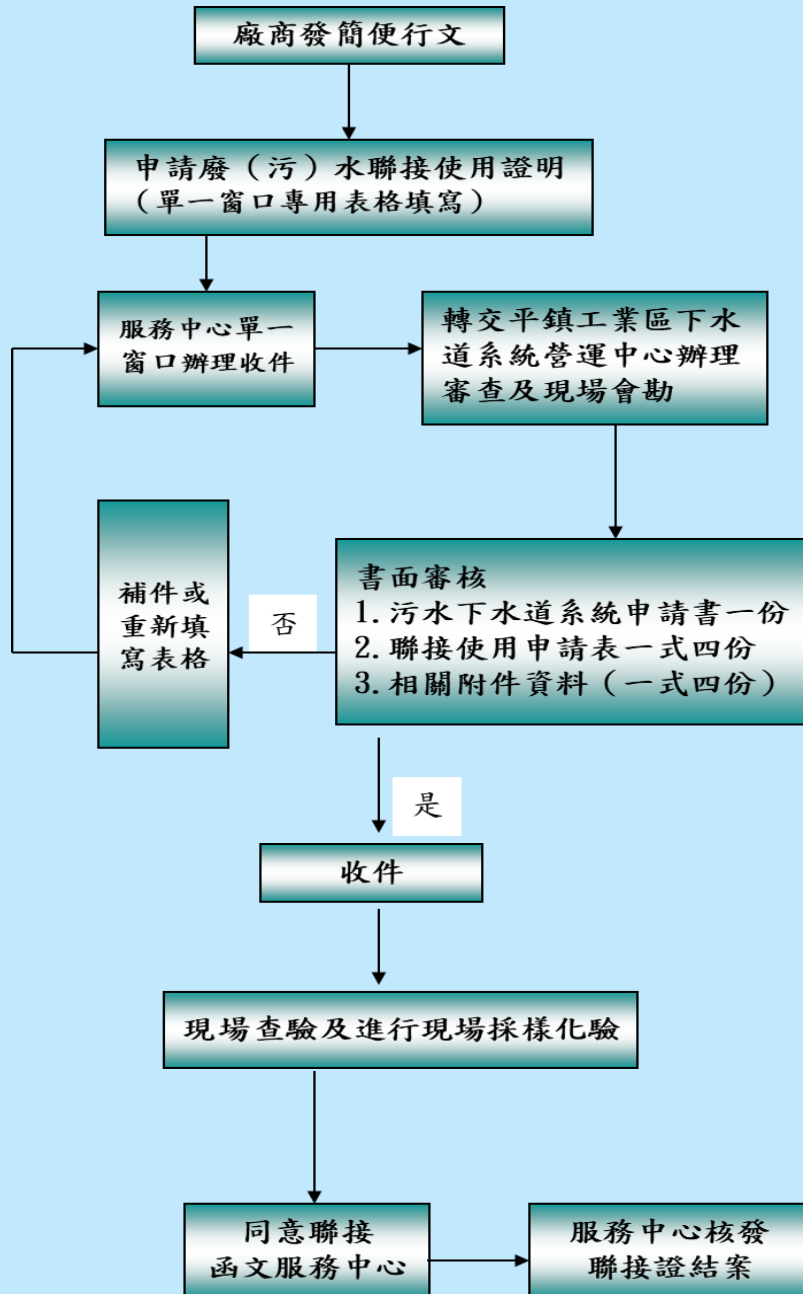 廠商發簡便行文
申請廢（污）水聯接使用證明
（單一窗口專用表格填寫）
服務中心單一
窗口辦理收件
轉交平鎮工業區下水
道系統營運中心辦理
審查及現場會勘
書面審核
1.污水下水道系統申請書一份
2.聯接使用申請表一式四份
3.相關附件資料（一式四份）
否
補件或
重新填
寫表格
是
收件
現場查驗及進行現場採樣化驗
同意聯接
函文服務中心
服務中心核發
聯接證結案